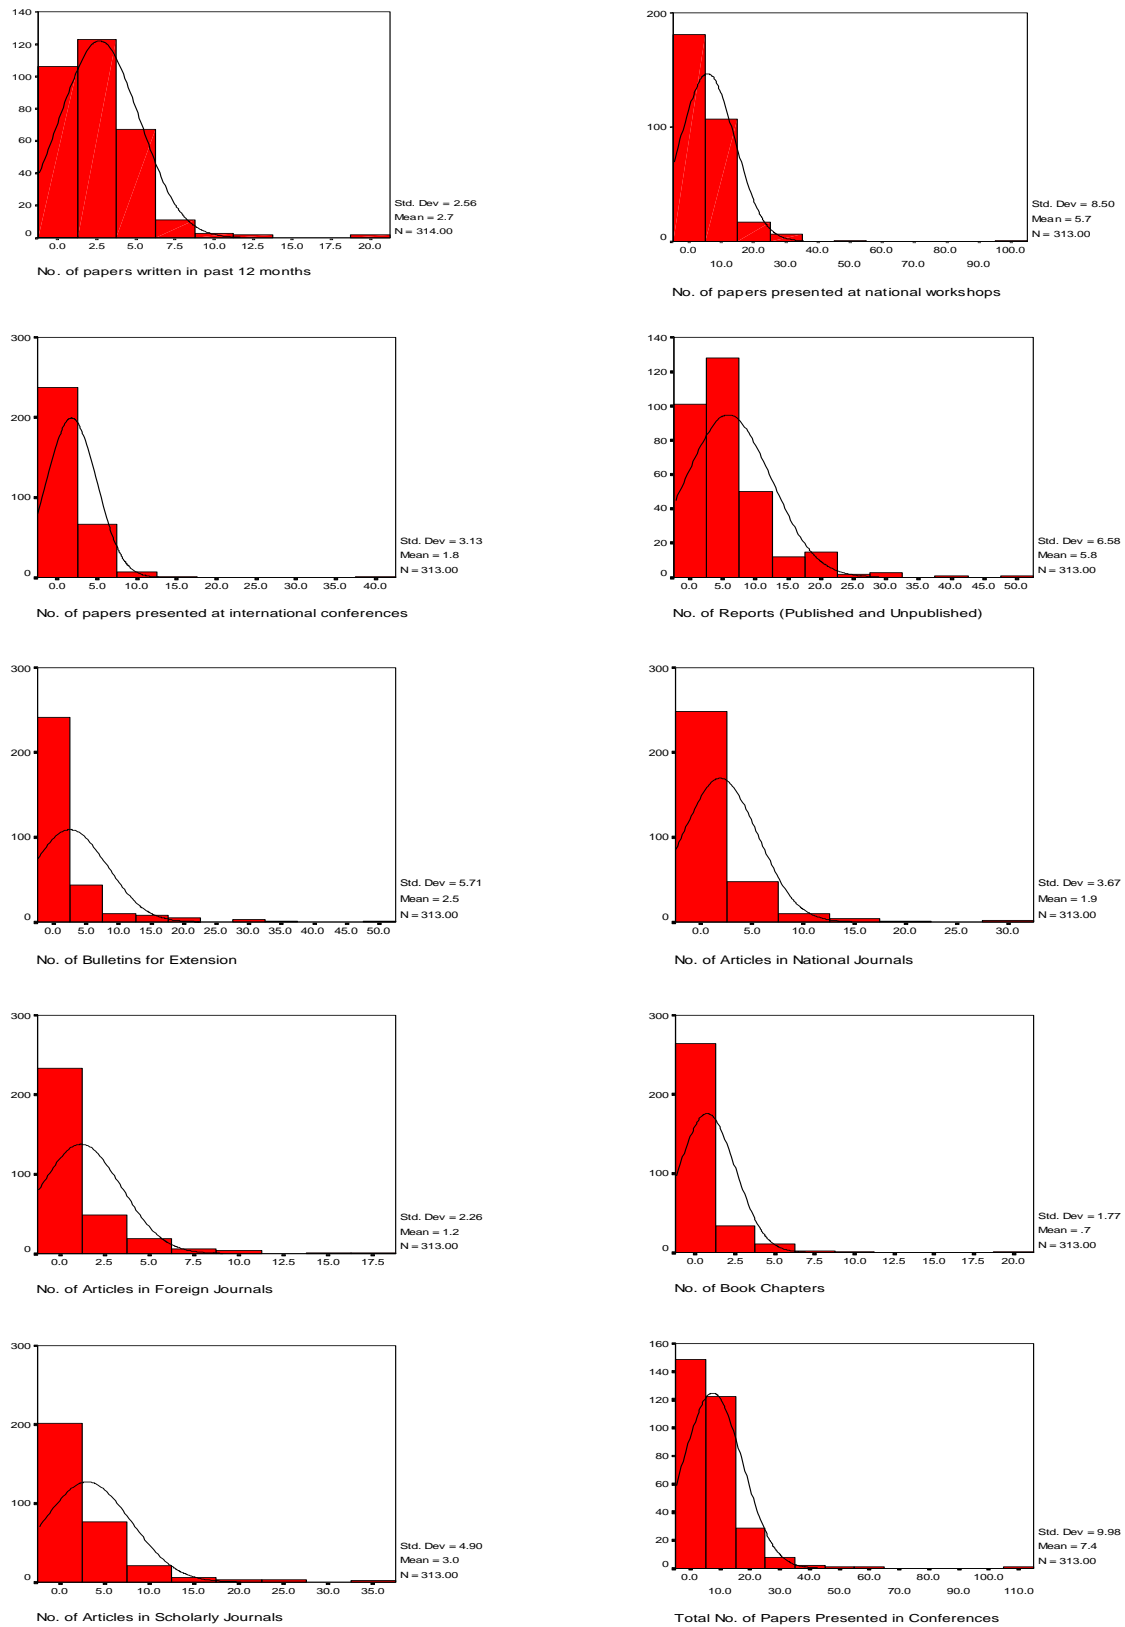 140
120
100
80
60
40
20
0
0.0 2.5 5.0 7.5 10.0 12.5 15.0 17.5 20.0
Std. Dev = 2.56
Mean = 2.7
N = 314.00
No. of papers written in past 12 months
200
100
0
0.0 20.0 40.0 60.0 80.0 100.0
10.0 30.0 50.0 70.0 90.0
Std. Dev = 8.50
Mean = 5.7
N = 313.00
No. of papers presented at national workshops
300
200
100
0
0.0 5.0 10.0 15.0 20.0 25.0 30.0 35.0 40.0
Std. Dev = 3.13
Mean = 1.8
N = 313.00
No. of papers presented at international conferences
140
120
100
80
60
40
20
0
0.0 5.0 10.0 15.0 20.0 25.0 30.0 35.0 40.0 45.0 50.0
Std. Dev = 6.58
Mean = 5.8
N = 313.00
No. of Reports (Published and Unpublished)
300
200
100
0
0.0 5.0 10.0 15.0 20.0 25.0 30.0 35.0 40.0 45.0 50.0
Std. Dev = 5.71
Mean = 2.5
N = 313.00
No. of Bulletins for Extension
300
200
100
0
0.0 5.0 10.0 15.0 20.0 25.0 30.0
Std. Dev = 3.67
Mean = 1.9
N = 313.00
No. of Articles in National Journals
300
200
100
0
0.0 2.5 5.0 7.5 10.0 12.5 15.0 17.5
Std. Dev = 2.26
Mean = 1.2
N = 313.00
No. of Articles in Foreign Journals
300
200
100
0
0.0 2.5 5.0 7.5 10.0 12.5 15.0 17.5 20.0
Std. Dev = 1.77
Mean = .7
N = 313.00
No. of Book Chapters
300
200
100
0
0.0 5.0 10.0 15.0 20.0 25.0 30.0 35.0
Std. Dev = 4.90
Mean = 3.0
N = 313.00
No. of Articles in Scholarly Journals
160
140
120
100
80
60
40
20
0
0.0 20.0 40.0 60.0 80.0 100.0
10.0 30.0 50.0 70.0 90.0 110.0
Std. Dev = 9.98
Mean = 7.4
N = 313.00
Total No. of Papers Presented in Conferences